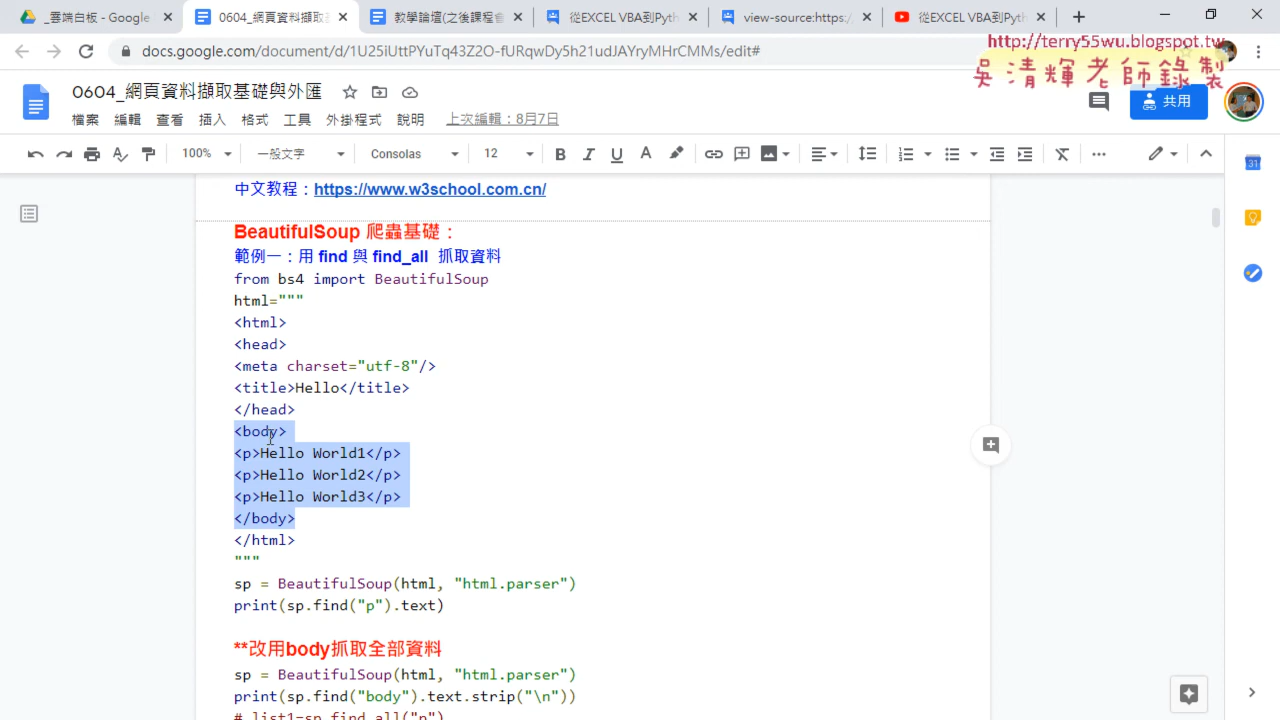 _雲端白板 - Google
0604_網頁資料擷取
教學論壇(之後課程會
從EXCEL VBA到Pyth
view-source:https:/
從EXCEL VBA到Pyth
docs.google.com/document/d/1U25iUttPYuTq43Z2O-fURqwDy5h21udJAYryMHrCMMs/edit#
http://terry55wu.blogspot.tw
吳清輝老師錄製
0604_網頁資料擷取基礎與外匯
共用
檔案 編輯 查看 插入 格式 工具 外掛程式 說明 上次編輯：8月7日
100% 一般文字 Consolas 12 B I U A
31
中文教程：https://www.w3school.com.cn/
BeautifulSoup 爬蟲基礎：
範例一：用 find 與 find_all 抓取資料
from bs4 import BeautifulSoup
html="""
<html>
<head>
<meta charset="utf-8"/>
<title>Hello</title>
</head>
<body>
<p>Hello World1</p>
<p>Hello World2</p>
<p>Hello World3</p>
</body>
</html>
"""
sp = BeautifulSoup(html, "html.parser")
print(sp.find("p").text)
**改用body抓取全部資料
sp = BeautifulSoup(html, "html.parser")
print(sp.find("body").text.strip("\n"))
# list1=sp.find_all("p")